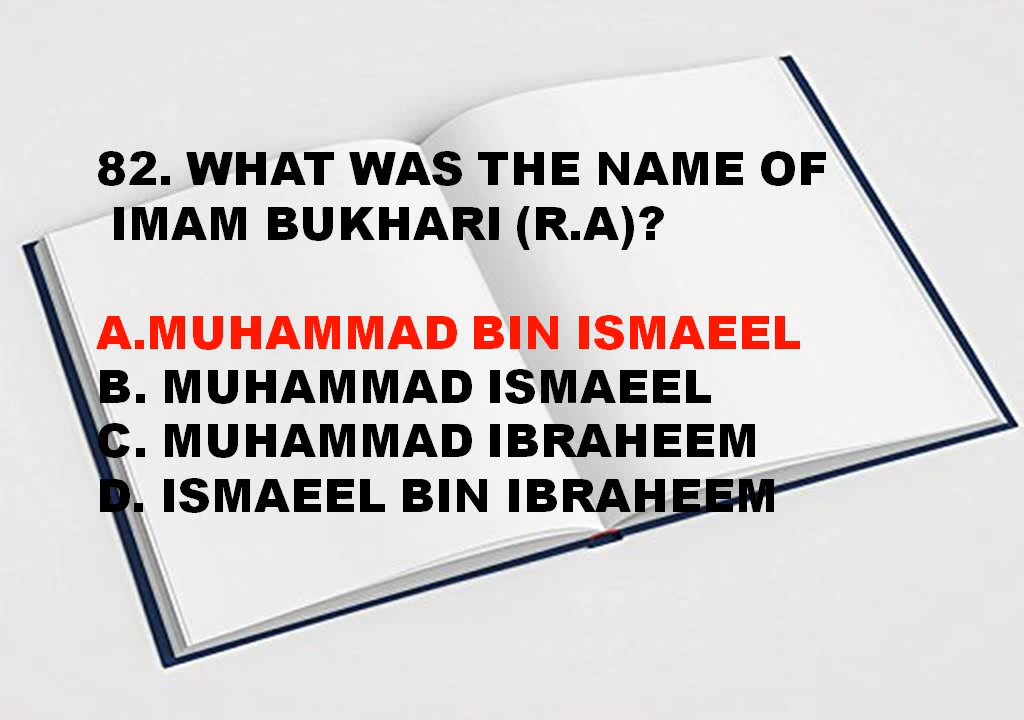 82. WHAT WAS THE NAME OF
IMAM BUKHARI (R.A)?
A.MUHAMMAD BIN ISMAEEL
B. MUHAMMAD ISMAEEL
C. MUHAMMAD IBRAHEEM
D. ISMAEEL BIN IBRAHEEM